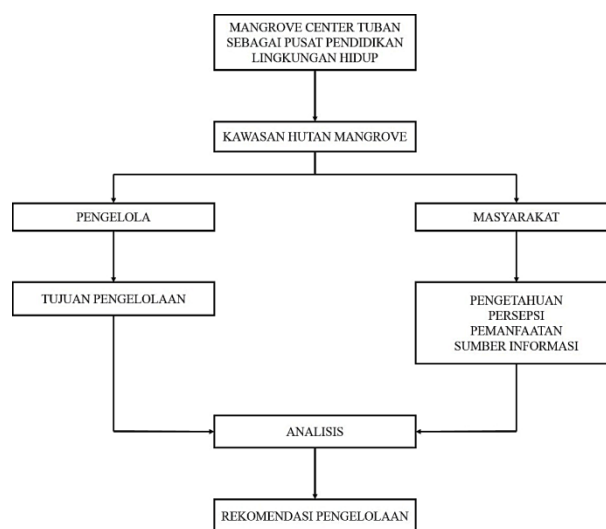 MANGROVE CENTER TUBAN
SEBAGAI PUSAT PENDIDIKAN
LINGKUNGAN HIDUP
KAWASAN HUTAN MANGROVE
PENGELOLA
MASYARAKAT
TUJUAN PENGELOLAAN
PENGETAHUAN
PERSEPSI
PEMANFAATAN
SUMBER INFORMASI
ANALISIS
REKOMENDASI PENGELOLAAN